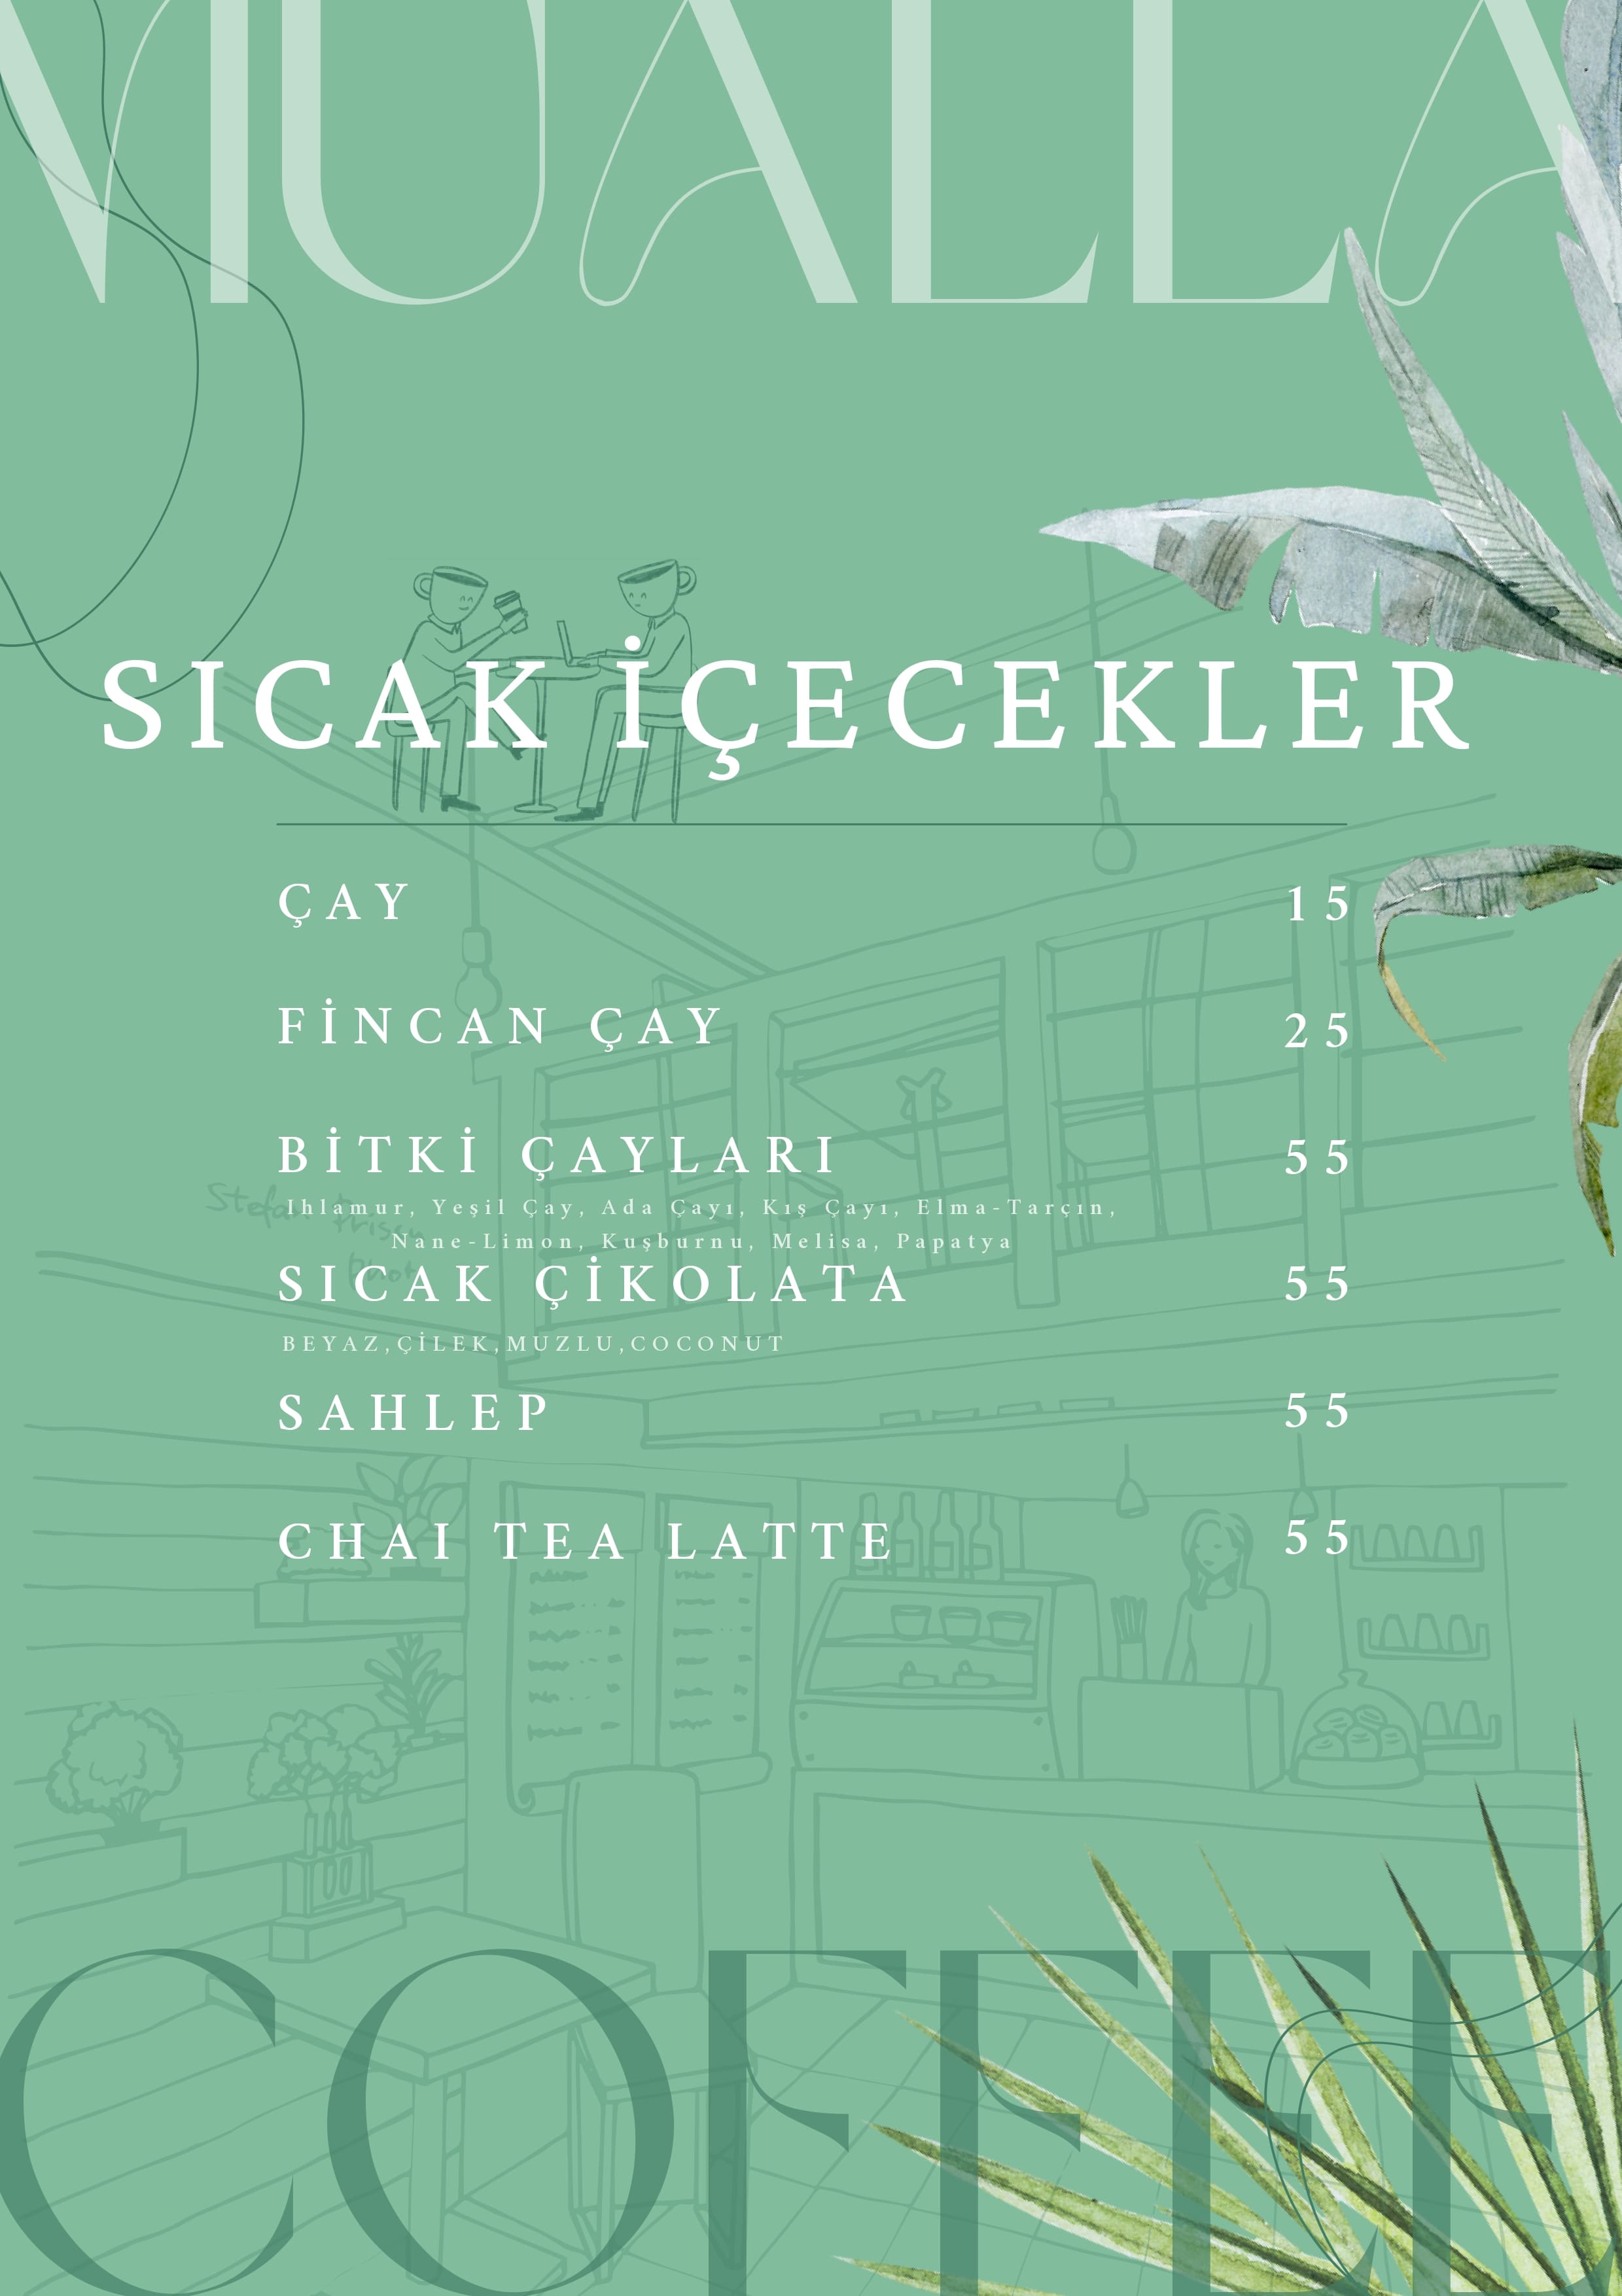 MUALLA
SICAK İÇECEKLER
ÇAY 15
FİNCAN ÇAY 25
BİTKİ ÇAYLARI 55
Ihlamur, Yeşil Çay, Ada Çayı, Kış Çayı, Elma-Tarçın,
Nane-Limon, Kuşburnu, Melisa, Papatya
SICAK ÇİKOLATA 55
BEYAZ,ÇİLEK,MUZLU,COCONUT
SAHLEP 55
CHAI TEA LATTE 55
COFFEE